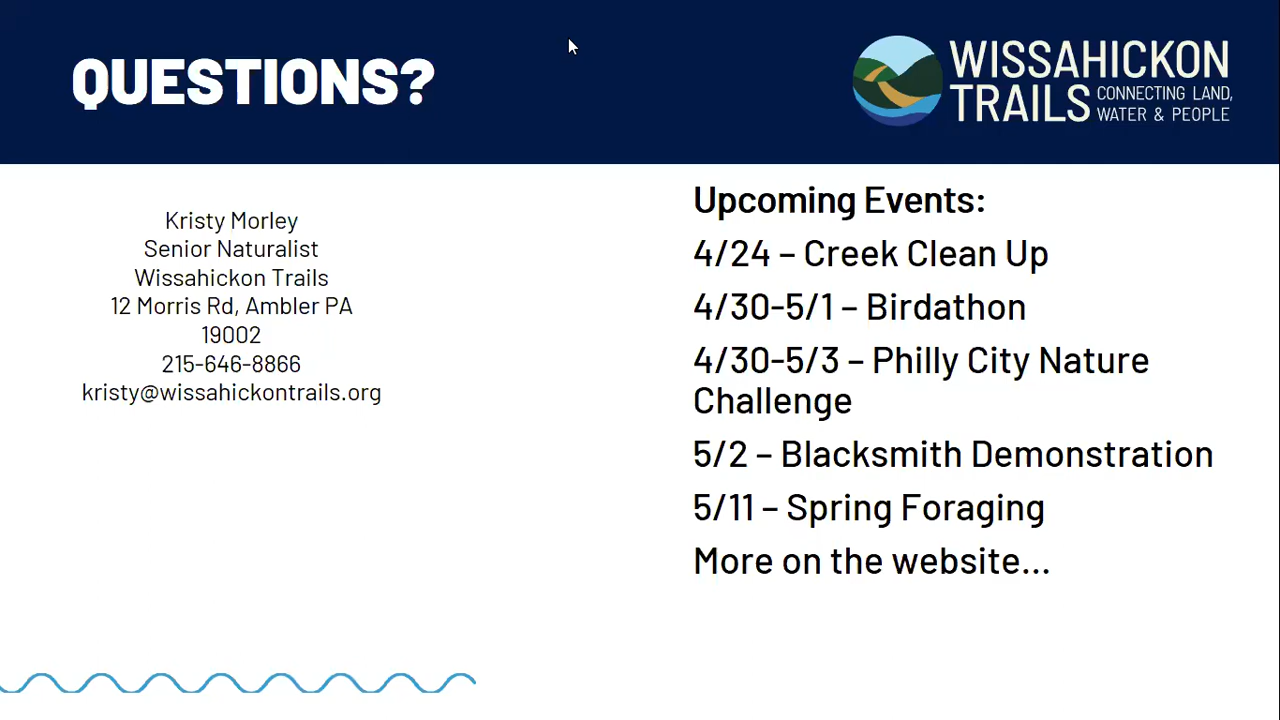 QUESTIONS?
WISSAHICKON
TRAILS CONNECTING LAND,
WATER & PEOPLE
Kristy Morley
Senior Naturalist
Wissahickon Trails
12 Morris Rd, Ambler PA
19002
215-646-8866
kristy@wissahickontrails.org
Upcoming Events:
4/24 – Creek Clean Up
4/30-5/1 – Birdathon
4/30-5/3 – Philly City Nature
Challenge
5/2 – Blacksmith Demonstration
5/11 – Spring Foraging
More on the website...